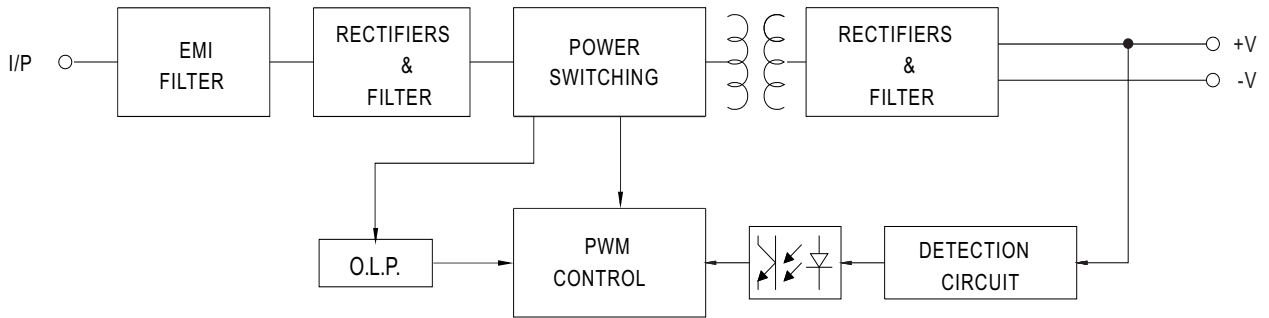 I/P
EMI
FILTER
RECTIFIERS
&
FILTER
POWER
SWITCHING
RECTIFIERS
&
FILTER
+V
-V
O.L.P.
PWM
CONTROL
DETECTION
CIRCUIT